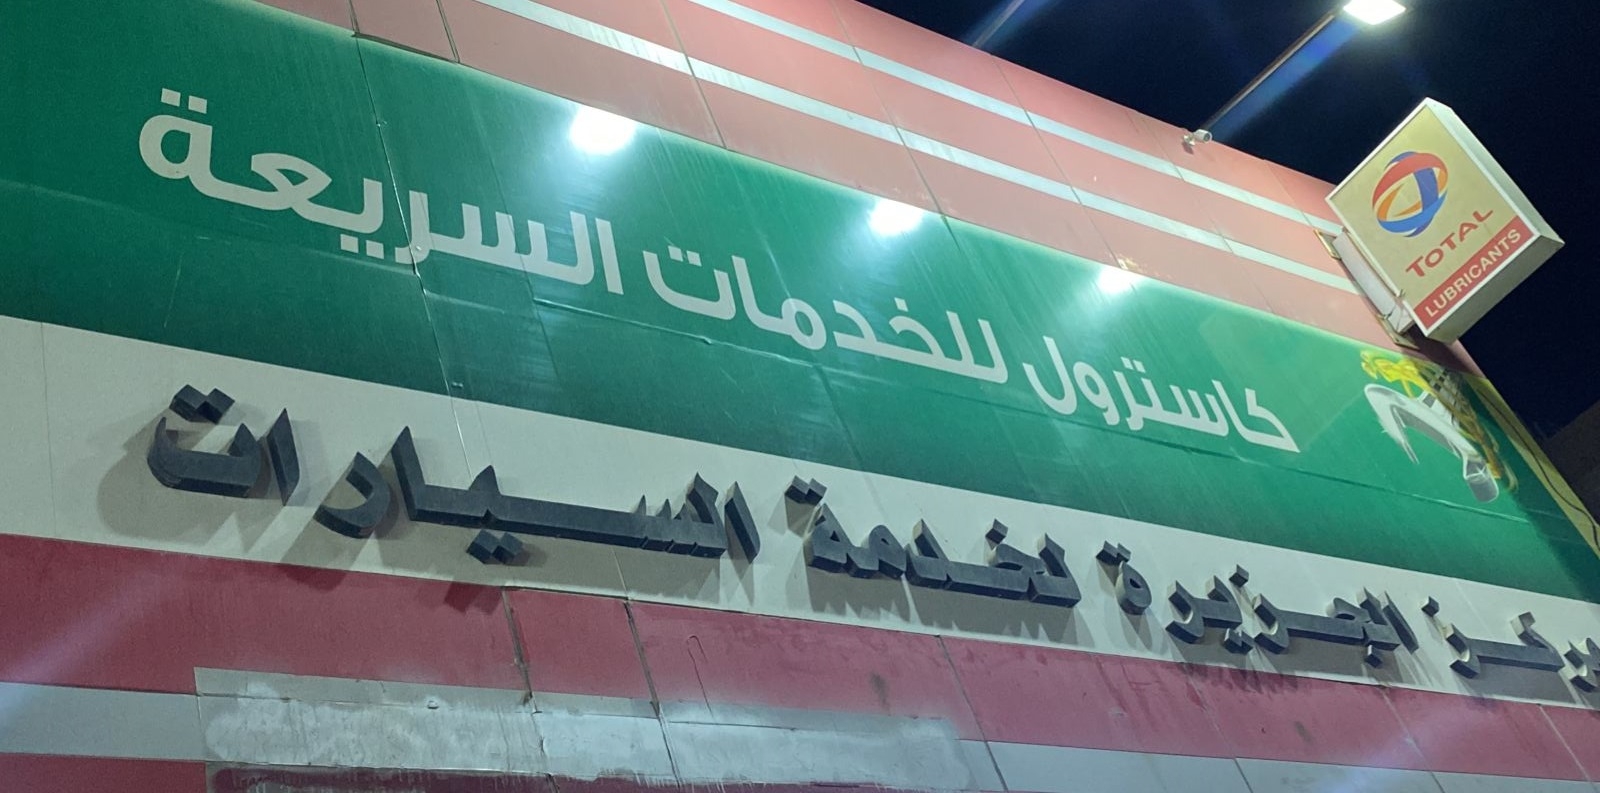 كاسترول للخدمات السريعة
مركز الجزيرة لخدمة السيارات
TOTAL
LUBRICANTS